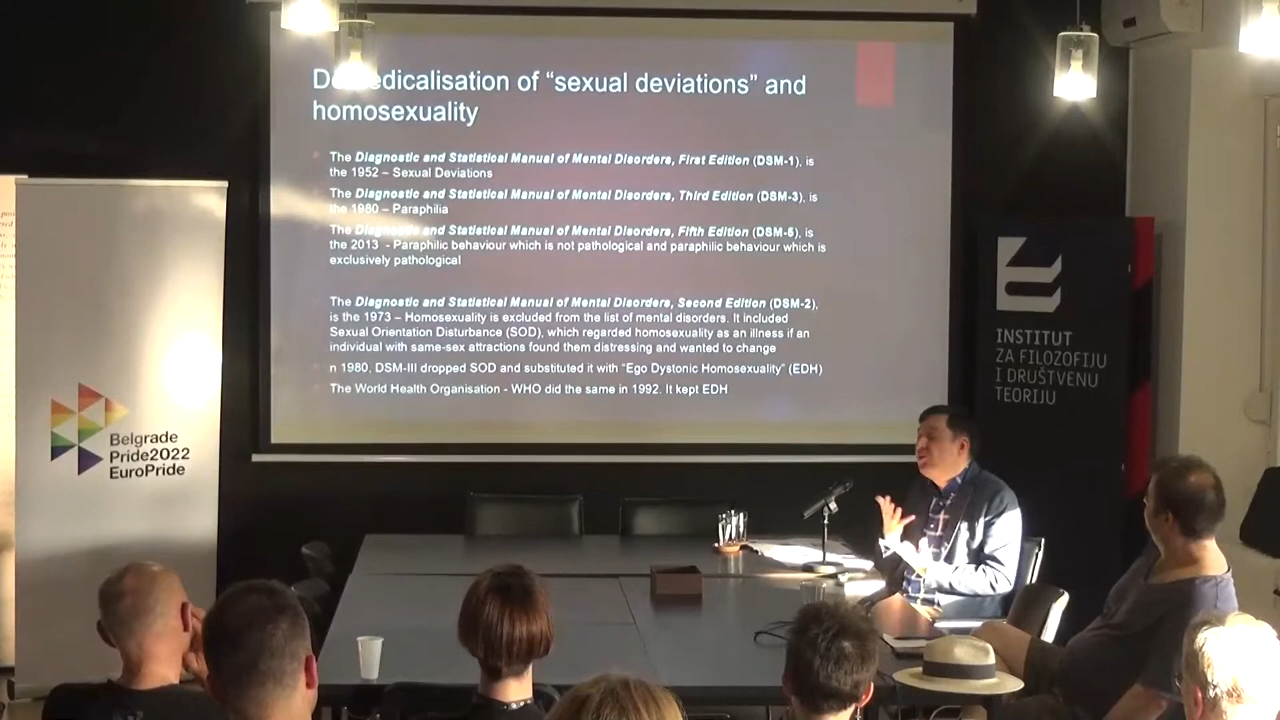 De edicalisation of “sexual deviations” and
homosexuality
The Diagnostic and Statistical Manual of Mental Disorders, First Edition (DSM-1), is
the 1952 – Sexual Deviations
The Diagnostic and Statistical Manual of Mental Disorders, Third Edition (DSM-3), is
the 1980 – Paraphilia
The Diagnostic and Statistical Manual of Mental Disorders, Fifth Edition (DSM-5), is
the 2013 - Paraphilic behaviour which is not pathological and paraphilic behaviour which is
exclusively pathological
The Diagnostic and Statistical Manual of Mental Disorders, Second Edition (DSM-2),
is the 1973 – Homosexuality is excluded from the list of mental disorders. It included
Sexual Orientation Disturbance (SOD), which regarded homosexuality as an illness if an
individual with same-sex attractions found them distressing and wanted to change
n 1980, DSM-III dropped SOD and substituted it with “Ego Dystonic Homosexuality” (EDH)
The World Health Organisation - WHO did the same in 1992. It kept EDH
Belgrade
Pride2022
EuroPride
INSTITUT
ZA FILOZOFIJU
I DRUŠTVENU
TEORIJU